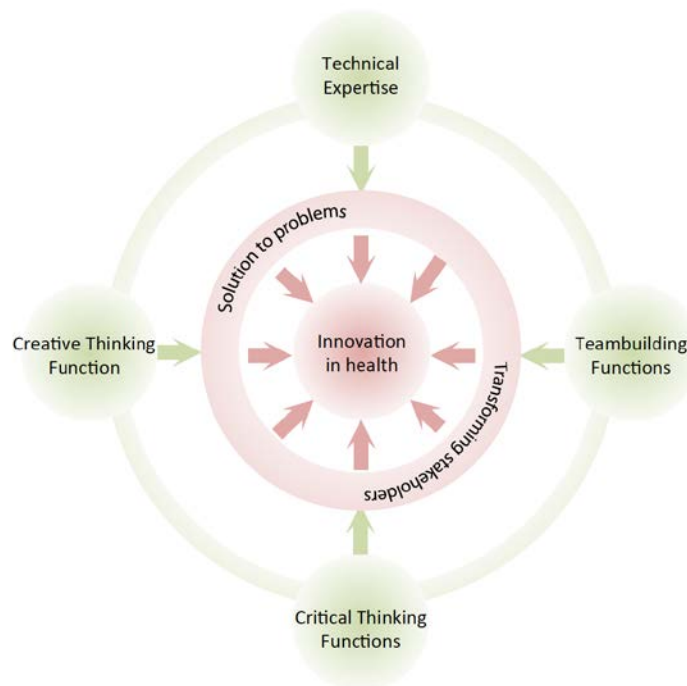 Technical
Expertise
Solution to problems
Creative Thinking
Function
Innovation
in health
Teambuilding
Functions
Transforming stakeholders
Critical Thinking
Functions